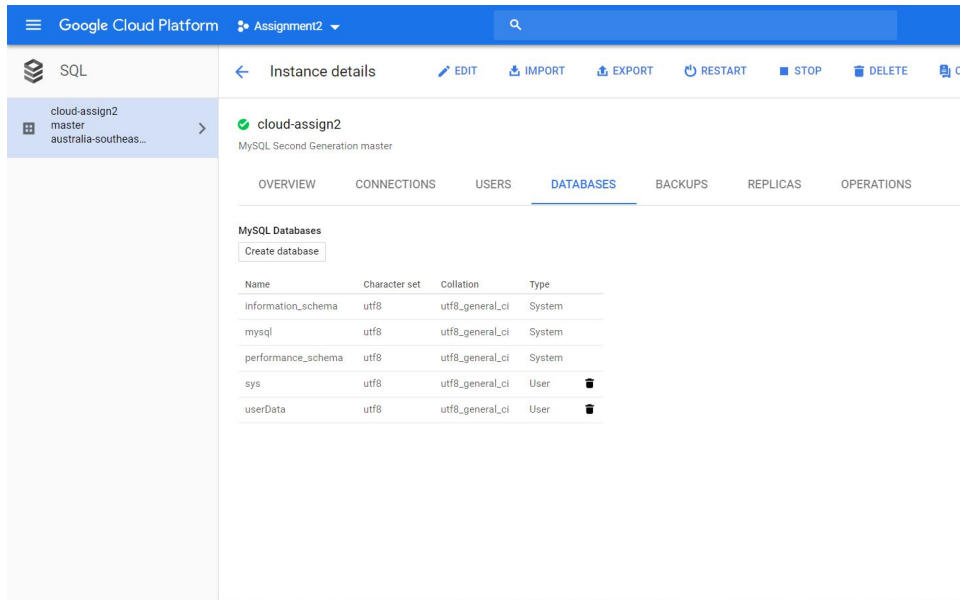 Google Cloud Platform Assignment2
SQL
Instance details EDIT IMPORT EXPORT RESTART STOP DELETE
cloud-assign2
master
australia-southeas...
cloud-assign2
MySQL Second Generation master
OVERVIEW CONNECTIONS USERS DATABASES BACKUPS REPLICAS OPERATIONS
MySQL Databases
Create database
Name Character set Collation Type
information_schema utf8 utf8_general_ci System
mysql utf8 utf8_general_ci System
performance_schema utf8 utf8_general_ci System
sys utf8 utf8_general_ci User
userData utf8 utf8_general_ci User